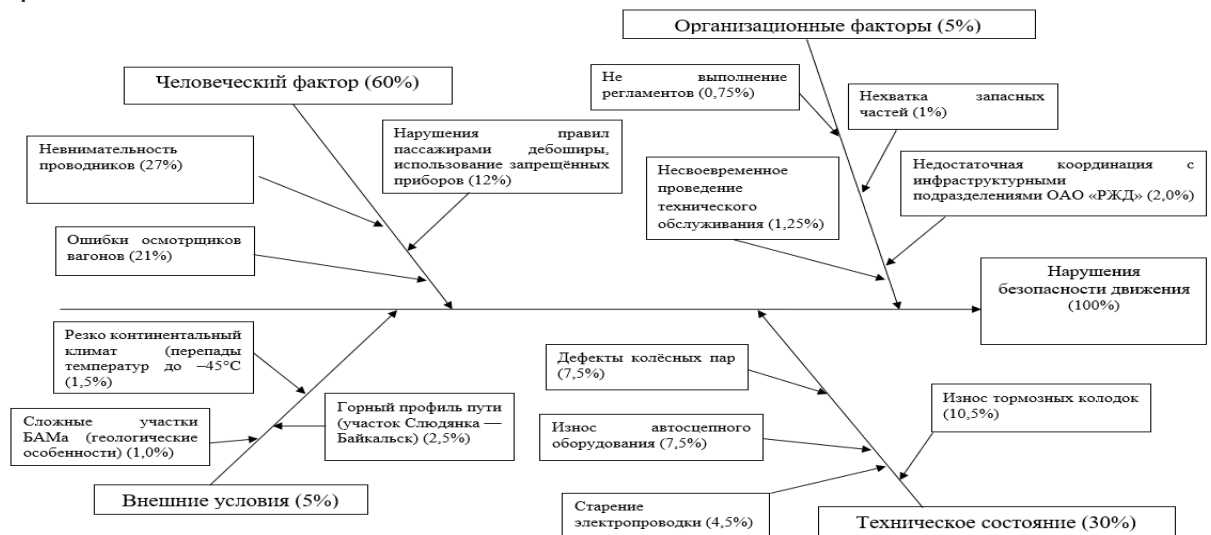 Организационные факторы (5%)
Человеческий фактор (60%)
Не выполнение
регламентов (0,75%)
Нехватка запасных
частей (1%)
Невнимательность
проводников (27%)
Нарушения правил
пассажирами дебоширы,
использование запрещённых
приборов (12%)
Несвоевременное
проведение
технического
обслуживания (1,25%)
Недостаточная координация с
инфраструктурными
подразделениями ОАО «РЖД» (2,0%)
Ошибки осмотрщиков
вагонов (21%)
Нарушения
безопасности движения
(100%)
Резко континентальный
климат (перепады
температур до –45°C
(1,5%)
Дефекты колёсных пар
(7,5%)
Износ тормозных колодок
(10,5%)
Сложные участки
БАМа (геологические
особенности) (1,0%)
Горный профиль пути
(участок Слюдянка —
Байкальск) (2,5%)
Износ автосцепного
оборудования (7,5%)
Внешние условия (5%)
Старение
электропроводки (4,5%)
Техническое состояние (30%)